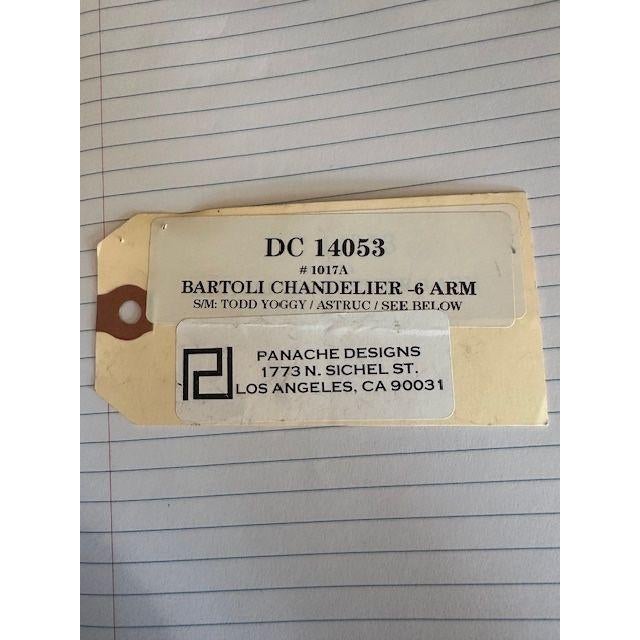 DC 14053
# 1017A
BARTOLI CHANDELIER -6 ARM
S/M: TODD YOGGY / ASTRUC / SEE BELOW
PANACHE DESIGNS
1773 N. SICHEL ST.
LOS ANGELES, CA 90031